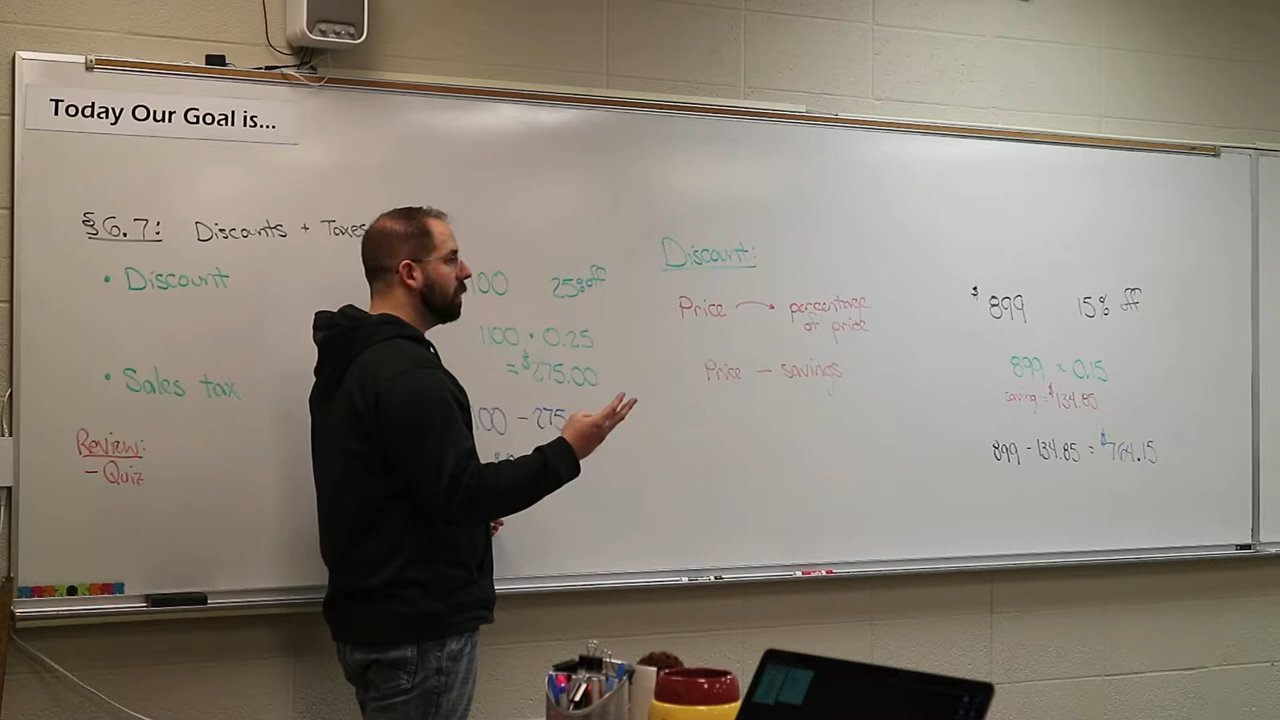 Today Our Goal is...
§6.7: Discounts + Taxes
• Discount
• Sales tax
Review:
- Quiz
100 25% off
1100 · 0.25
= $275.00
100 - 275
Discount:
Price → percentage
of price
Price - savings
$899 15% off
899 × 0.15
saving = $134.85
899 - 134.85 = $764.15